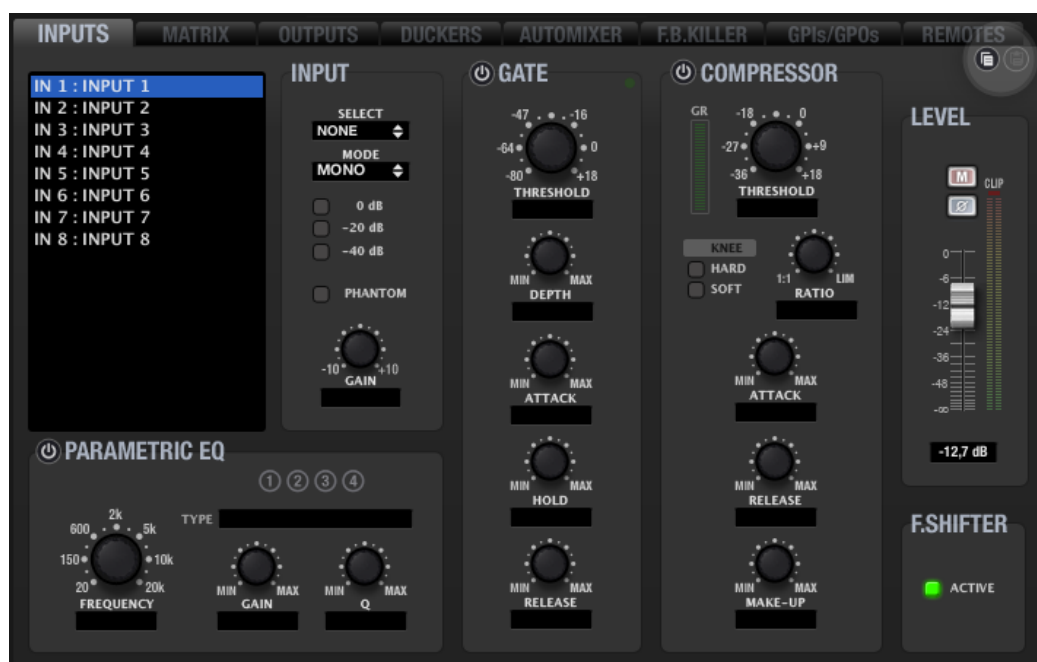 INPUTS MATRIX OUTPUTS DUCKERS AUTOMIXER F.B.KILLER GPIs/GPOs REMOTES
IN 1 : INPUT 1
IN 2 : INPUT 2
IN 3 : INPUT 3
IN 4 : INPUT 4
IN 5 : INPUT 5
IN 6 : INPUT 6
IN 7 : INPUT 7
IN 8 : INPUT 8
INPUT
SELECT
NONE
MODE
MONO
0 dB
-20 dB
-40 dB
PHANTOM
-10 +10
GAIN
GATE
-47 -16
-64 0
-80 +18
THRESHOLD
MIN MAX
DEPTH
MIN MAX
ATTACK
MIN MAX
HOLD
MIN MAX
RELEASE
COMPRESSOR
GR
-18 0
-27 +9
-36 +18
THRESHOLD
KNEE
HARD
SOFT
1:1 LIM
RATIO
MIN MAX
ATTACK
MIN MAX
RELEASE
MIN MAX
MAKE-UP
LEVEL
M
CLIP
Ø
0
-6
-12
-24
-36
-48
-∞
-12,7 dB
F.SHIFTER
ACTIVE
PARAMETRIC EQ
1 2 3 4
TYPE
2k
600 5k
150 10k
20 20k
FREQUENCY
MIN MAX
GAIN
MIN MAX
Q